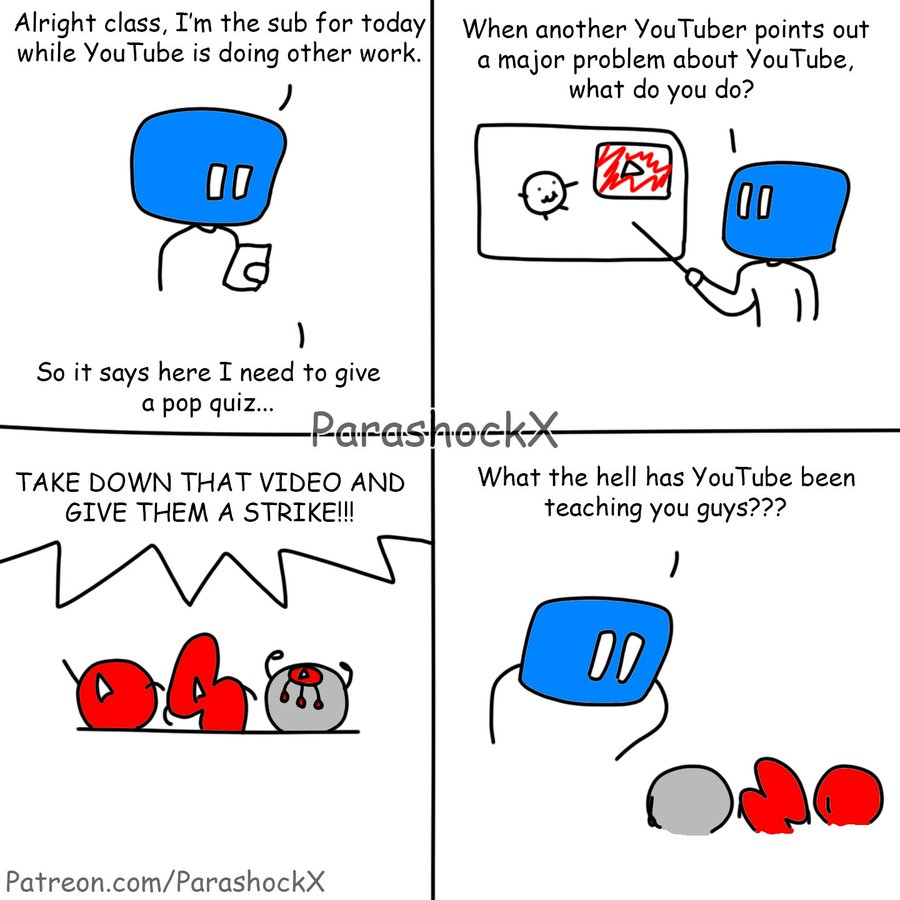 Alright class, I'm the sub for today
while YouTube is doing other work.
So it says here I need to give
a pop quiz...
When another YouTuber points out
a major problem about YouTube,
what do you do?
ParashockX
TAKE DOWN THAT VIDEO AND
GIVE THEM A STRIKE!!!
What the hell has YouTube been
teaching you guys???
Patreon.com/ParashockX